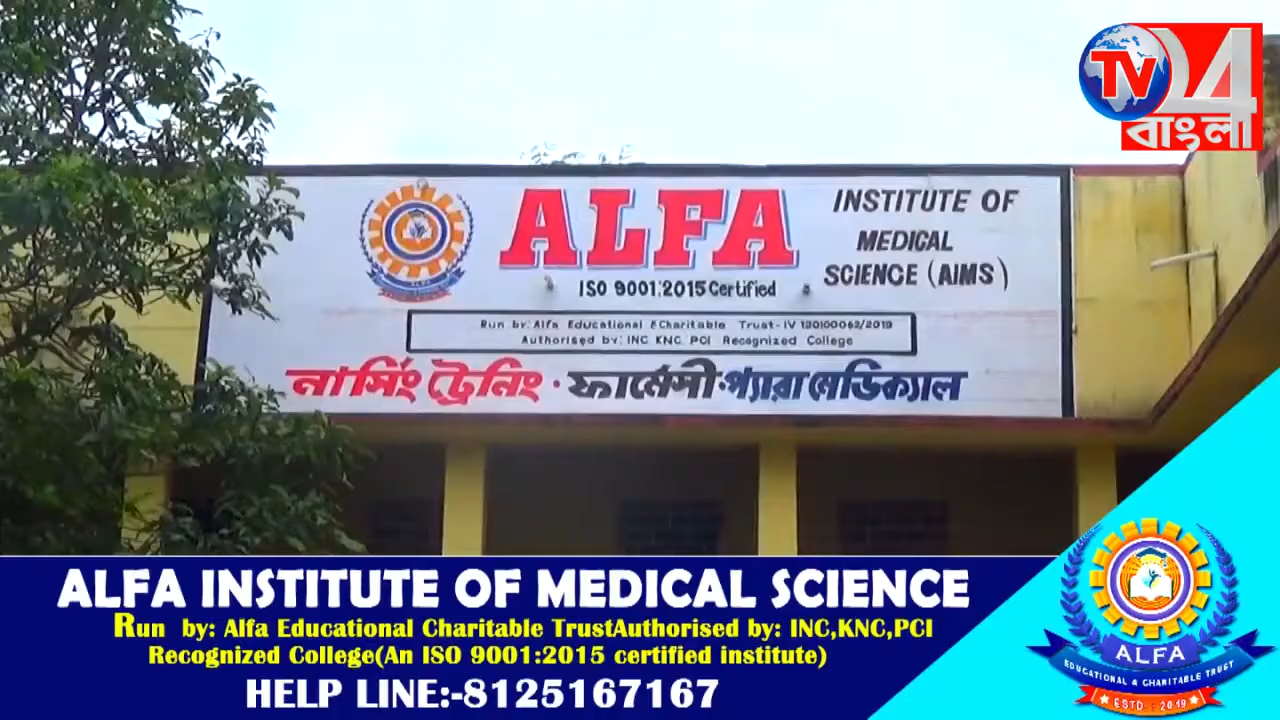 TV 24
বাংলা
ALFA
INSTITUTE OF
MEDICAL
SCIENCE (AIMS)
ISO 9001:2015 Certified
Run by: Alfa Educational & Charitable Trust-IV 130100062/2019
Authorised by: INC, KNC, PCI Recognized College
নার্সিং ট্রেনিং · ফার্মেসী · প্যারা মেডিক্যাল
ALFA
ALFA INSTITUTE OF MEDICAL SCIENCE
Run by: Alfa Educational Charitable TrustAuthorised by: INC,KNC,PCI
Recognized College(An ISO 9001:2015 certified institute)
HELP LINE:-8125167167
ALFA
EDUCATIONAL & CHARITABLE TRUST
ESTD. : 2019